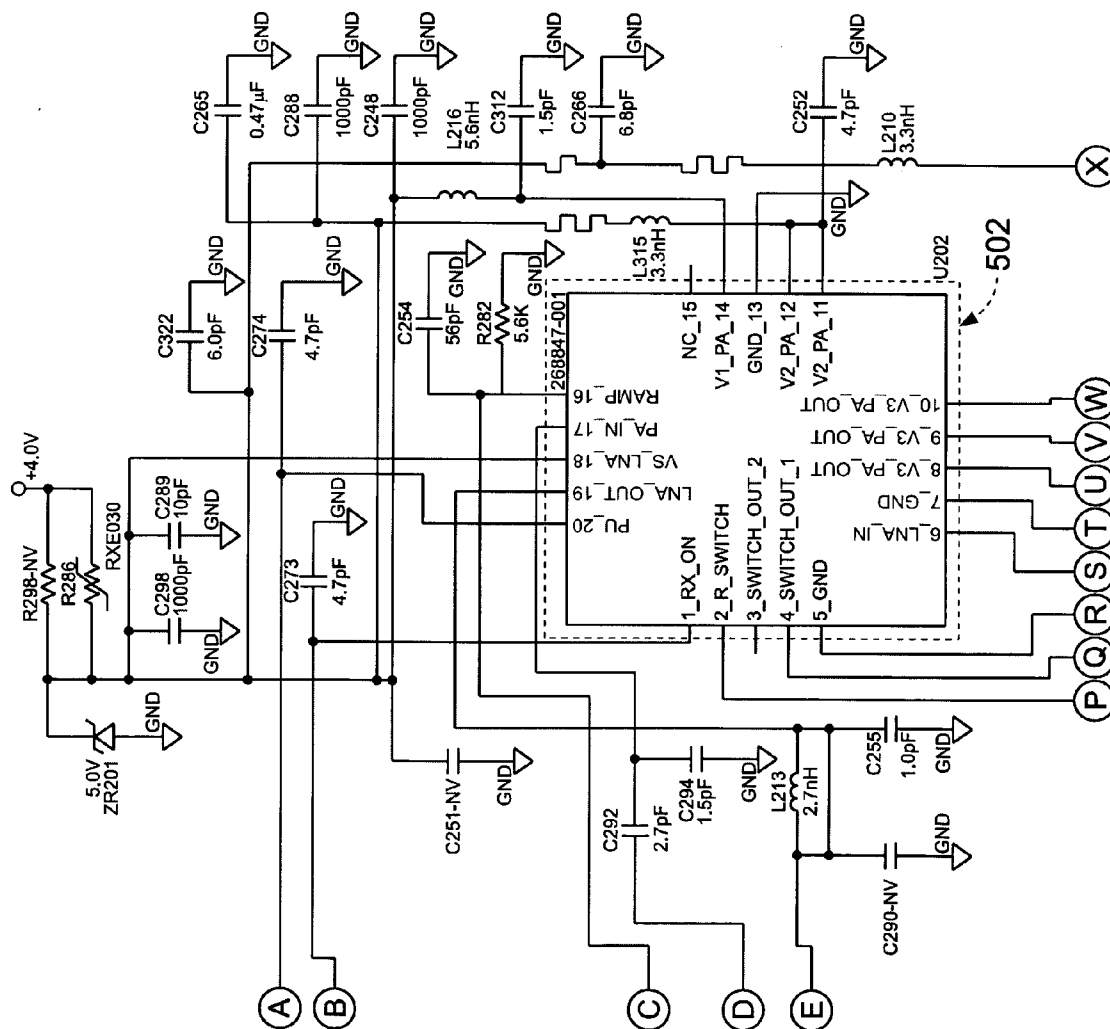 +4.0V
R298-NV
R286
RXE030
5.0V
ZR201
GND
C298
1000pF
GND
C289
10pF
GND
C322
6.0pF
GND
C274
4.7pF
GND
C273
4.7pF
GND
C265
0.47µF
GND
C288
1000pF
GND
C248
1000pF
GND
L216
5.6nH
C312
1.5pF
GND
C266
6.8pF
GND
C252
4.7pF
GND
L210
3.3nH
X
L315
3.3nH
GND
C254
56pF
GND
R282
5.6K
GND
268847-001
U202
502
RAMP_16
PA_IN_17
VS_LNA_18
LNA_OUT_19
PU_20
NC_15
V1_PA_14
GND_13
V2_PA_12
V2_PA_11
1_RX_ON
2_R_SWITCH
3_SWITCH_OUT_2
4_SWITCH_OUT_1
5_GND
10_V3_PA_OUT
9_V3_PA_OUT
8_V3_PA_OUT
7_GND
6_LNA_IN
C251-NV
GND
C292
2.7pF
C294
1.5pF
GND
L213
2.7nH
C255
1.0pF
GND
C290-NV
GND
A
B
C
D
E
P
Q
R
S
T
U
V
W